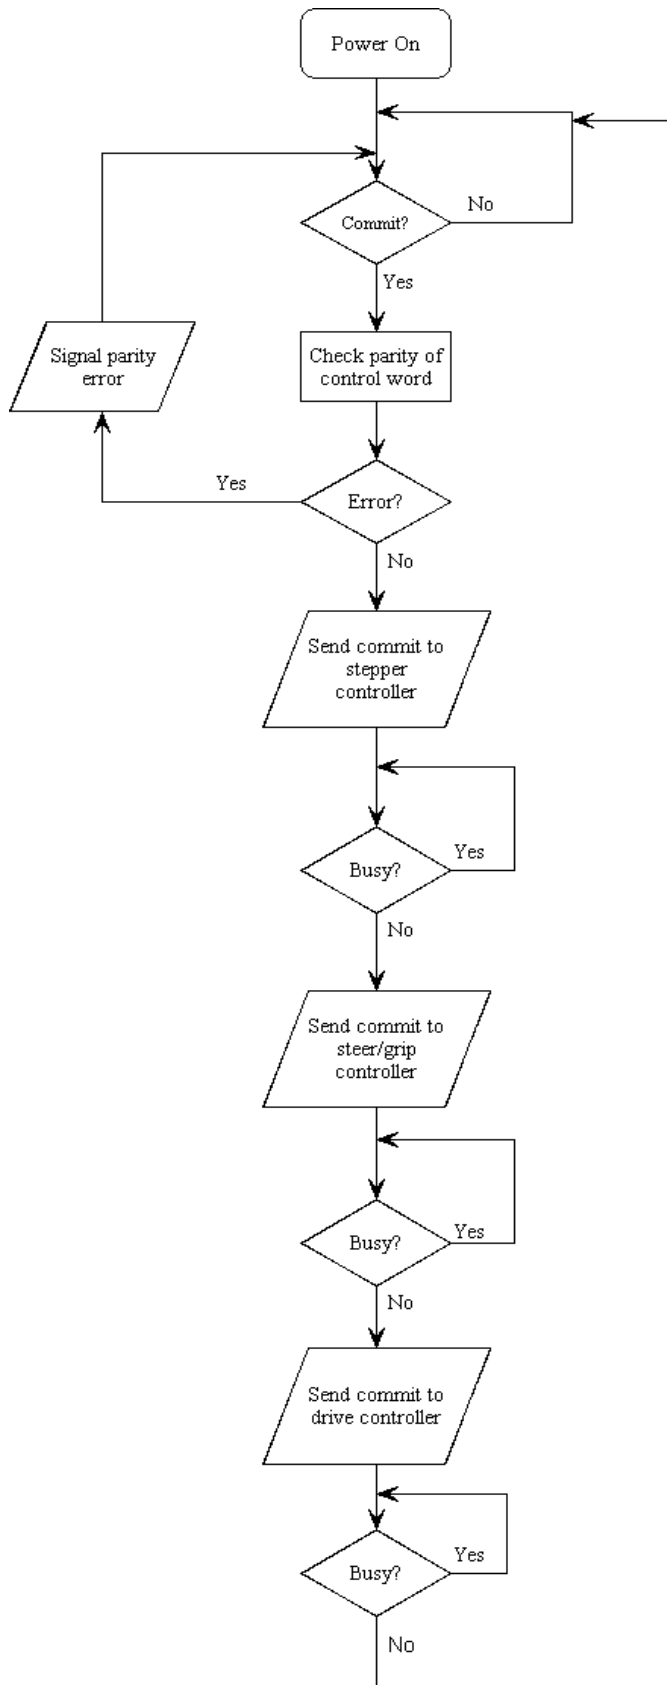 Power On
No
Commit?
Yes
Signal parity
error
Check parity of
control word
Yes
Error?
No
Send commit to
stepper
controller
Busy?
Yes
No
Send commit to
steer/grip
controller
Busy?
Yes
No
Send commit to
drive controller
Busy?
Yes
No